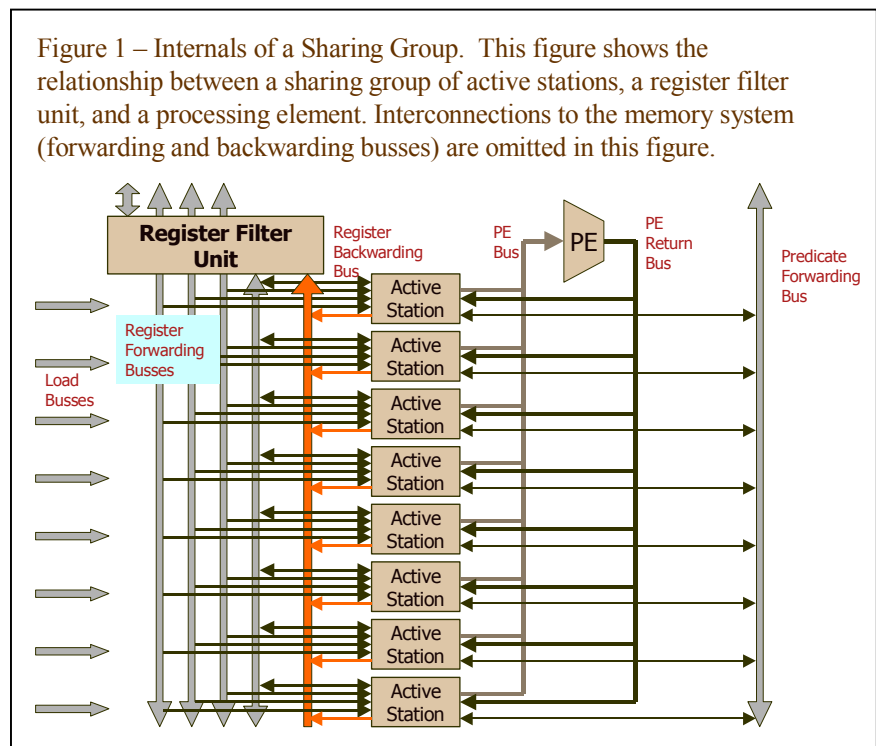 Figure 1 – Internals of a Sharing Group.  This figure shows the
relationship between a sharing group of active stations, a register filter
unit, and a processing element. Interconnections to the memory system
(forwarding and backwarding busses) are omitted in this figure.
Register Filter
Unit
Register
Backwarding
Bus
PE
Bus
PE
PE
Return
Bus
Predicate
Forwarding
Bus
Register
Forwarding
Busses
Load
Busses
Active
Station
Active
Station
Active
Station
Active
Station
Active
Station
Active
Station
Active
Station
Active
Station